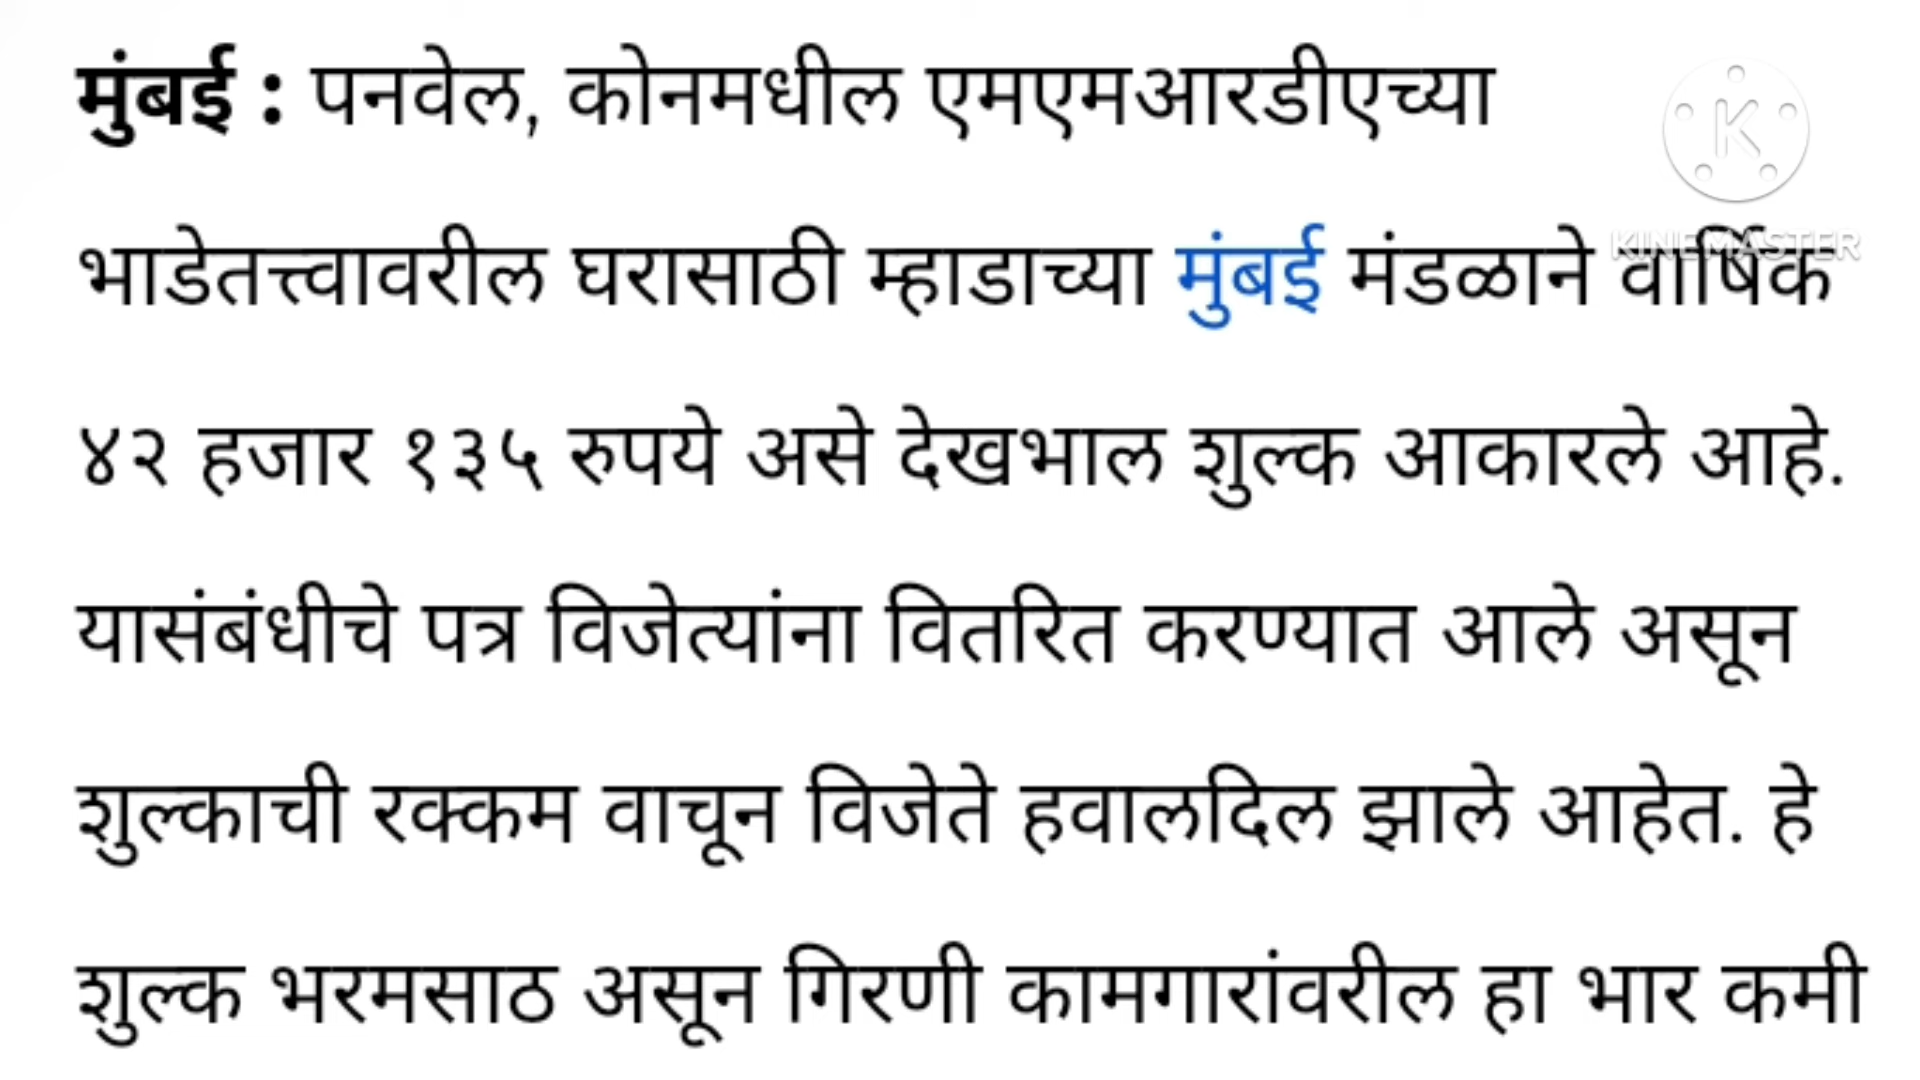 मुंबई : पनवेल, कोनमधील एमएमआरडीएच्या
भाडेतत्त्वावरील घरासाठी म्हाडाच्या मुंबई मंडळाने वार्षिक
४२ हजार १३५ रुपये असे देखभाल शुल्क आकारले आहे.
यासंबंधीचे पत्र विजेत्यांना वितरित करण्यात आले असून
शुल्काची रक्कम वाचून विजेते हवालदिल झाले आहेत. हे
शुल्क भरमसाठ असून गिरणी कामगारांवरील हा भार कमी
K
KINEMASTER